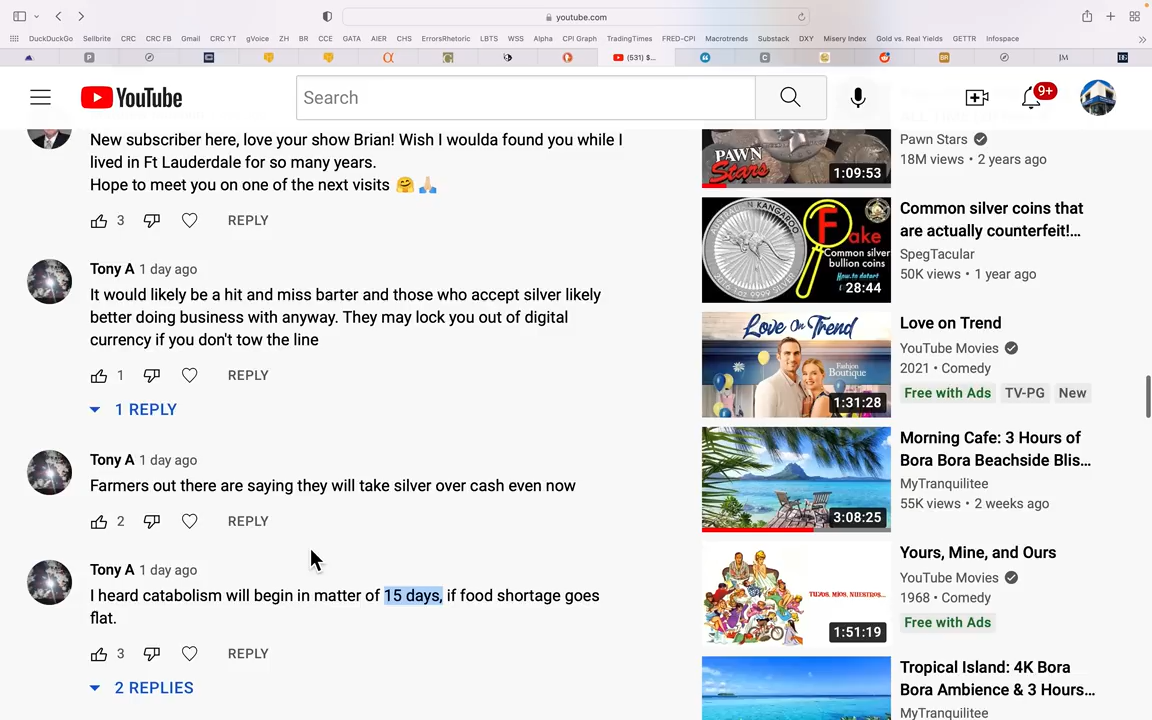 youtube.com
DuckDuckGo Sellbrite CRC CRC FB Gmail CRC YT gVoice ZH BR CCE GATA AIER CHS ErrorsRhetoric LBTS WSS Alpha CPI Graph TradingTimes FRED-CPI Macrotrends Substack DXY Misery Index Gold vs. Real Yields GETTR Infospace
(531) $...
JM
YouTube
Search
9+
New subscriber here, love your show Brian! Wish I woulda found you while I
lived in Ft Lauderdale for so many years.
Hope to meet you on one of the next visits 🤗 🙏🏼
3 REPLY
Tony A 1 day ago
It would likely be a hit and miss barter and those who accept silver likely
better doing business with anyway. They may lock you out of digital
currency if you don't tow the line
1 REPLY
1 REPLY
Tony A 1 day ago
Farmers out there are saying they will take silver over cash even now
2 REPLY
Tony A 1 day ago
I heard catabolism will begin in matter of 15 days, if food shortage goes
flat.
3 REPLY
2 REPLIES
PAWN
Stars
1:09:53
Pawn Stars
18M views • 2 years ago
AUSTRALIAN KANGAROO
Fake
Common silver
bullion coins
28:44
Common silver coins that
are actually counterfeit!...
SpegTacular
50K views • 1 year ago
Love On Trend
Fashion
Boutique
1:31:28
Love on Trend
YouTube Movies
2021 • Comedy
Free with Ads TV-PG New
3:08:25
Morning Cafe: 3 Hours of
Bora Bora Beachside Blis...
MyTranquilitee
55K views • 2 weeks ago
TUYOS, MIOS, NUESTROS...
1:51:19
Yours, Mine, and Ours
YouTube Movies
1968 • Comedy
Free with Ads
Tropical Island: 4K Bora
Bora Ambience & 3 Hours...
MyTranquilitee